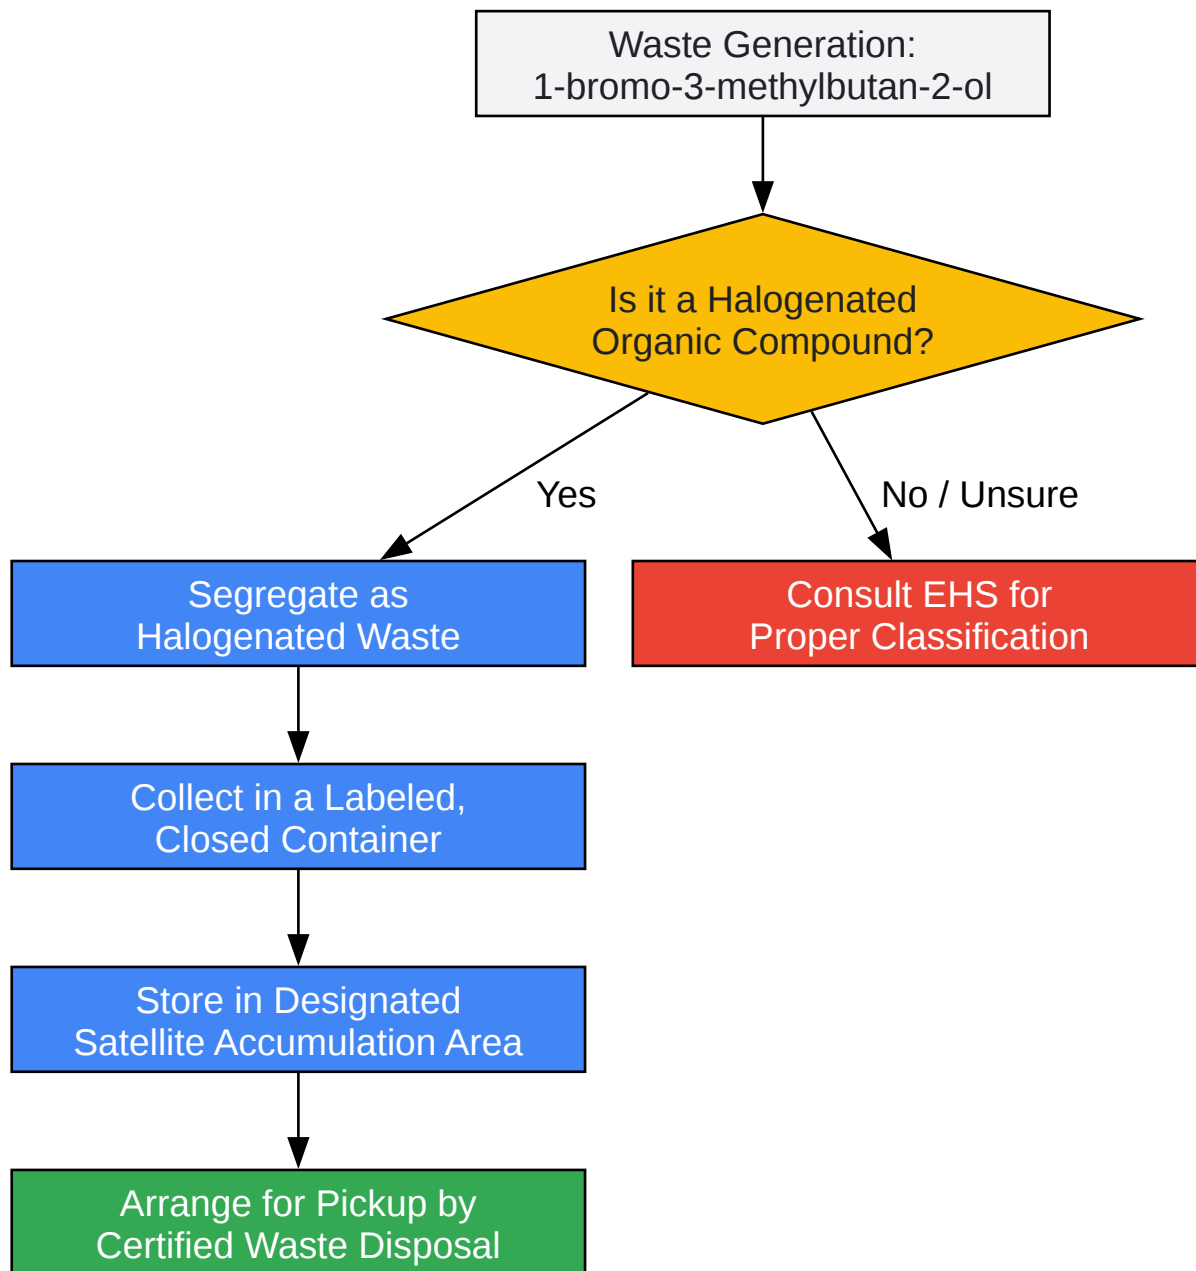 Waste Generation:
1-bromo-3-methylbutan-2-ol
Is it a Halogenated
Organic Compound?
Yes
No / Unsure
Segregate as
Halogenated Waste
Consult EHS for
Proper Classification
Collect in a Labeled,
Closed Container
Store in Designated
Satellite Accumulation Area
Arrange for Pickup by
Certified Waste Disposal